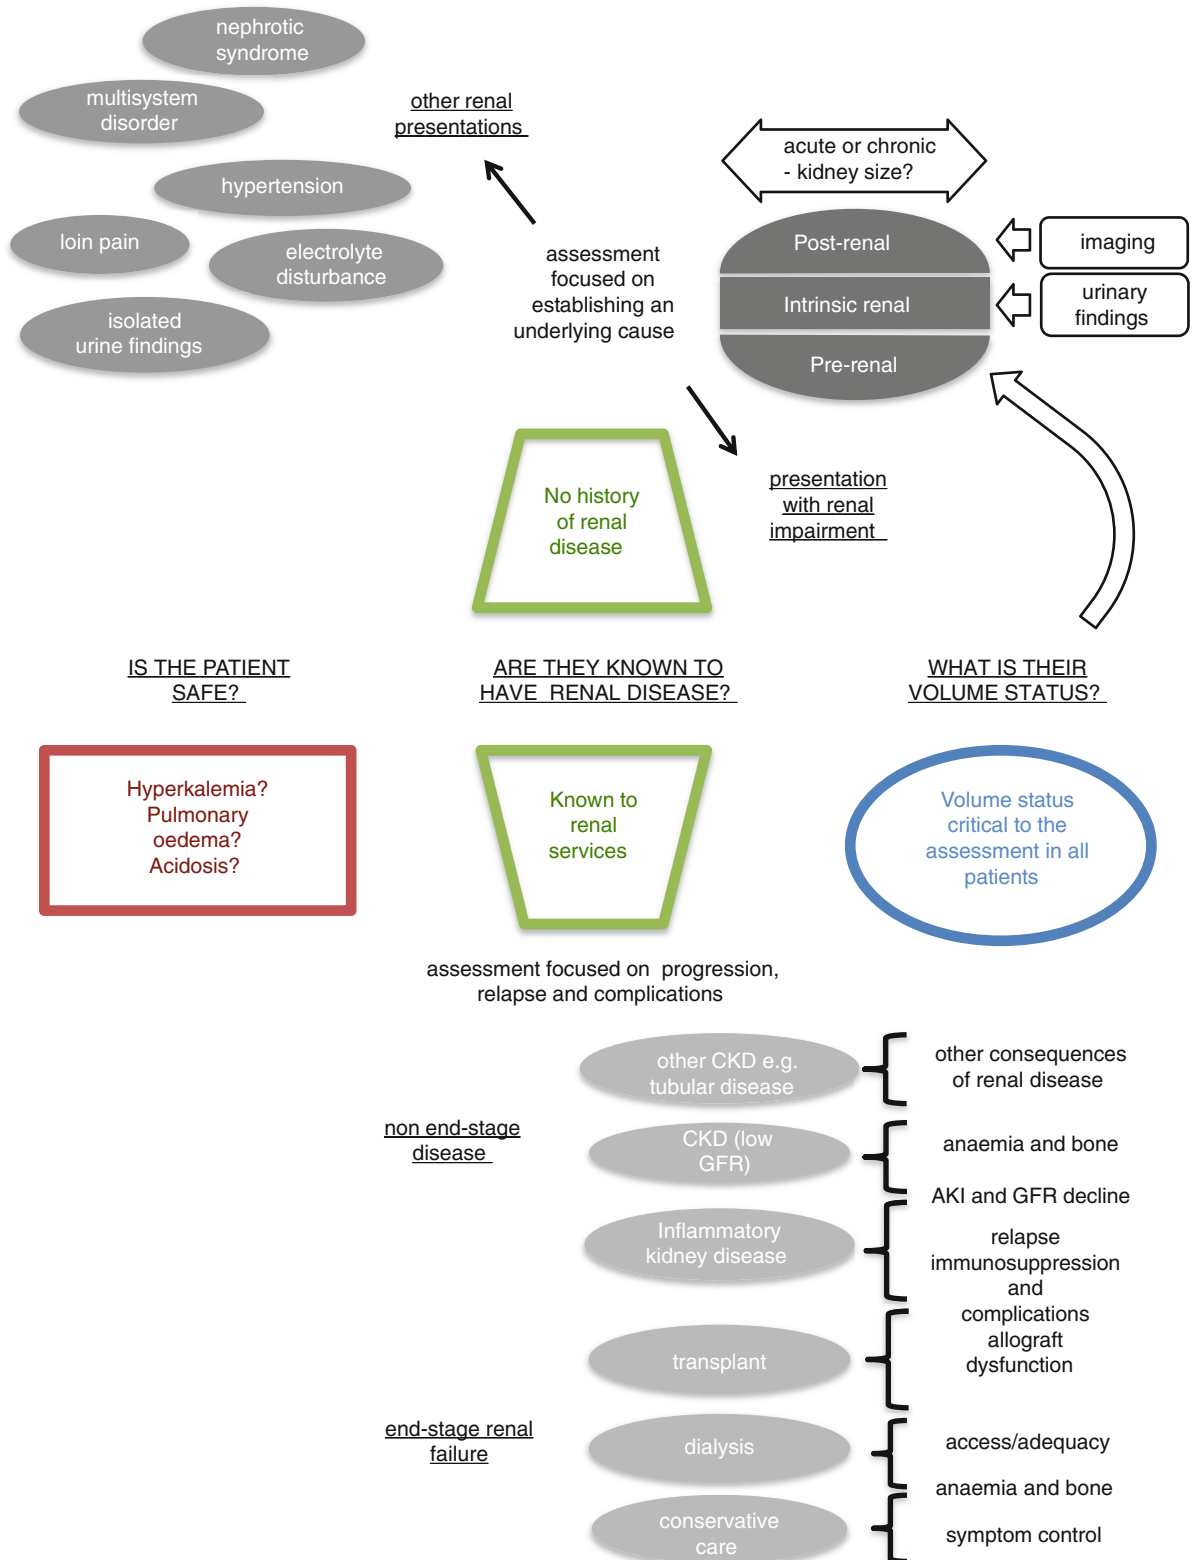 nephrotic
syndrome
multisystem
disorder
hypertension
loin pain
electrolyte
disturbance
isolated
urine findings
other renal
presentations
assessment
focused on
establishing an
underlying cause
acute or chronic
- kidney size?
Post-renal
Intrinsic renal
Pre-renal
imaging
urinary
findings
No history
of renal
disease
presentation
with renal
impairment
IS THE PATIENT
SAFE?
ARE THEY KNOWN TO
HAVE RENAL DISEASE?
WHAT IS THEIR
VOLUME STATUS?
Hyperkalemia?
Pulmonary
oedema?
Acidosis?
Known to
renal
services
Volume status
critical to the
assessment in all
patients
assessment focused on progression,
relapse and complications
non end-stage
disease
other CKD e.g.
tubular disease
other consequences
of renal disease
CKD (low
GFR)
anaemia and bone
AKI and GFR decline
Inflammatory
kidney disease
relapse
immunosuppression
and
complications
allograft
dysfunction
transplant
end-stage renal
failure
dialysis
access/adequacy
anaemia and bone
conservative
care
symptom control